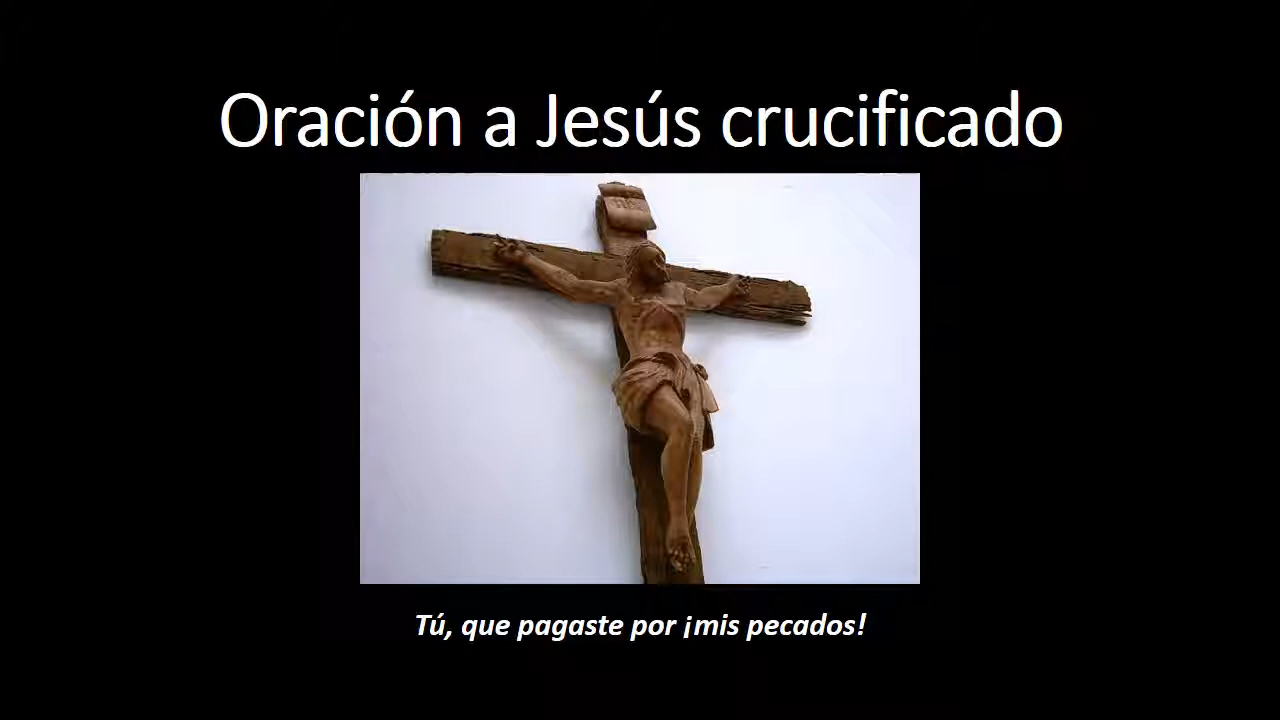 Oración a Jesús crucificado
Tú, que pagaste por ¡mis pecados!